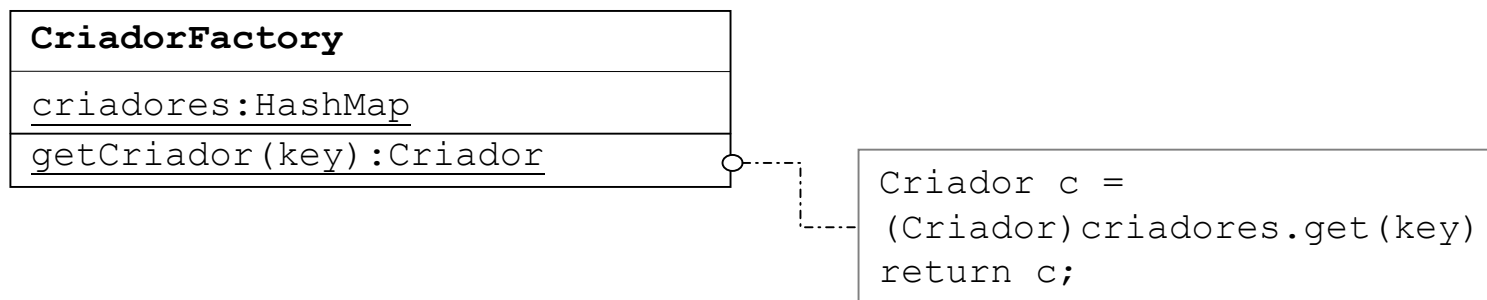 CriadorFactory
criadores:HashMap
getCriador(key):Criador
Criador c =
(Criador)criadores.get(key)
return c;